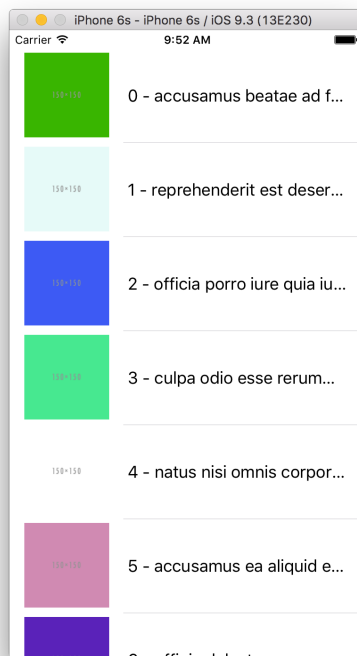 iPhone 6s - iPhone 6s / iOS 9.3 (13E230)
Carrier 9:52 AM
150×150
0 - accusamus beatae ad f...
150×150
1 - reprehenderit est deser...
150×150
2 - officia porro iure quia iu...
150×150
3 - culpa odio esse rerum...
150×150
4 - natus nisi omnis corpor...
150×150
5 - accusamus ea aliquid e...